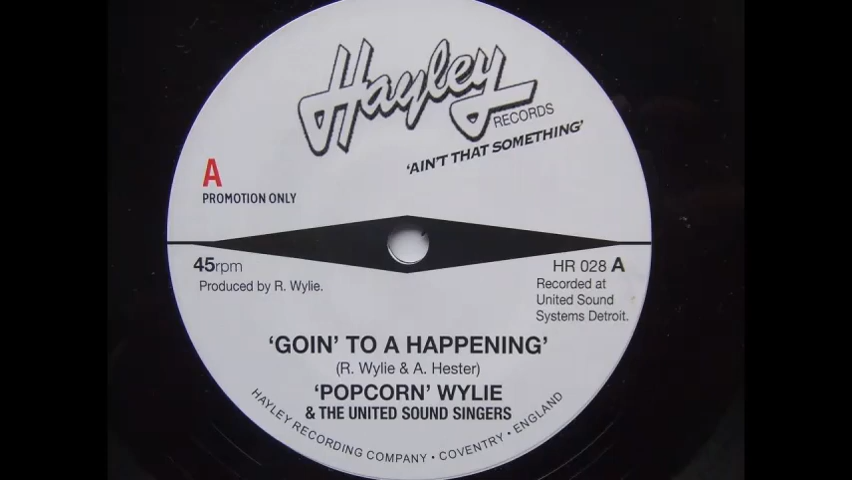 Hayley
RECORDS
'AIN'T THAT SOMETHING'
A
PROMOTION ONLY
45rpm
Produced by R. Wylie.
HR 028 A
Recorded at
United Sound
Systems Detroit.
'GOIN' TO A HAPPENING'
(R. Wylie & A. Hester)
'POPCORN' WYLIE
& THE UNITED SOUND SINGERS
HAYLEY RECORDING COMPANY • COVENTRY • ENGLAND